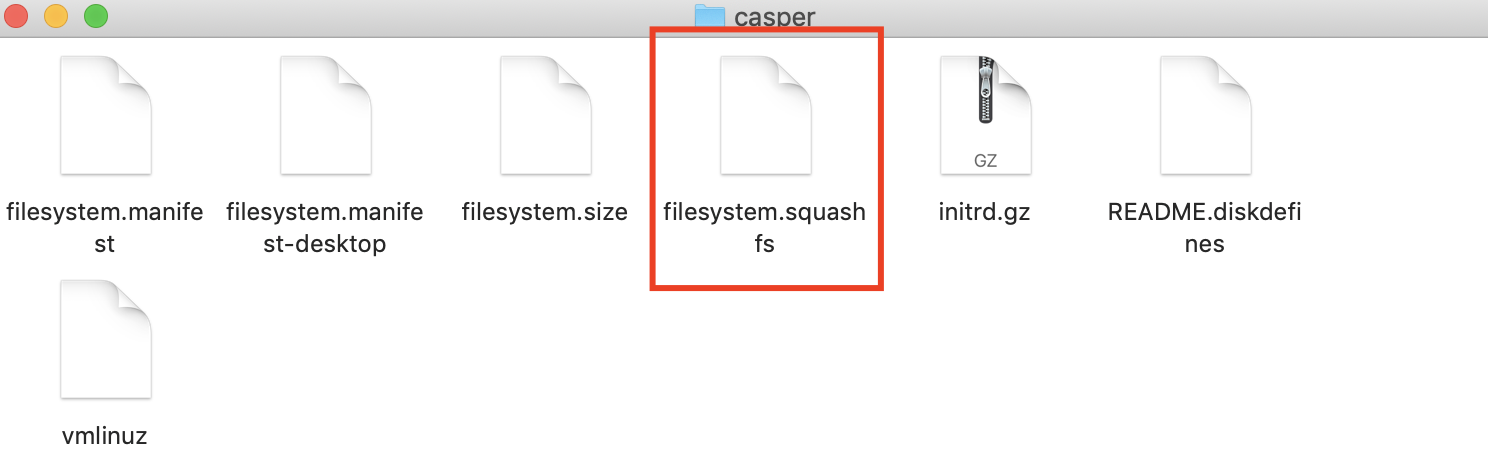 casper
filesystem.manife
st
filesystem.manife
st-desktop
filesystem.size
filesystem.squash
fs
GZ
initrd.gz
README.diskdefi
nes
vmlinuz